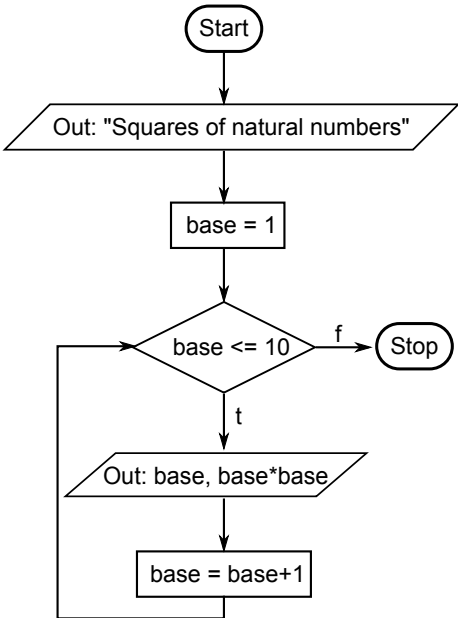 Start
Out: "Squares of natural numbers"
base = 1
base <= 10
f
Stop
t
Out: base, base*base
base = base+1